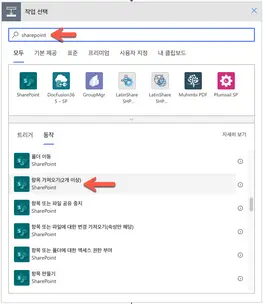 작업 선택
sharepoint
모두 기본 제공 표준 프리미엄 사용자 지정 내 클립보드
SharePoint DocFusion365 – SP GroupMgr LatinShare SHP... LatinShare SHP... Muhimbi PDF Plumsail SP
트리거 동작 자세히 보기
폴더 이동
SharePoint
항목 가져오기(2개 이상)
SharePoint
항목 또는 파일 공유 중지
SharePoint
항목 또는 파일에 대한 변경 가져오기(속성만 해당)
SharePoint
항목 또는 폴더에 대한 액세스 권한 부여
SharePoint
항목 만들기
SharePoint